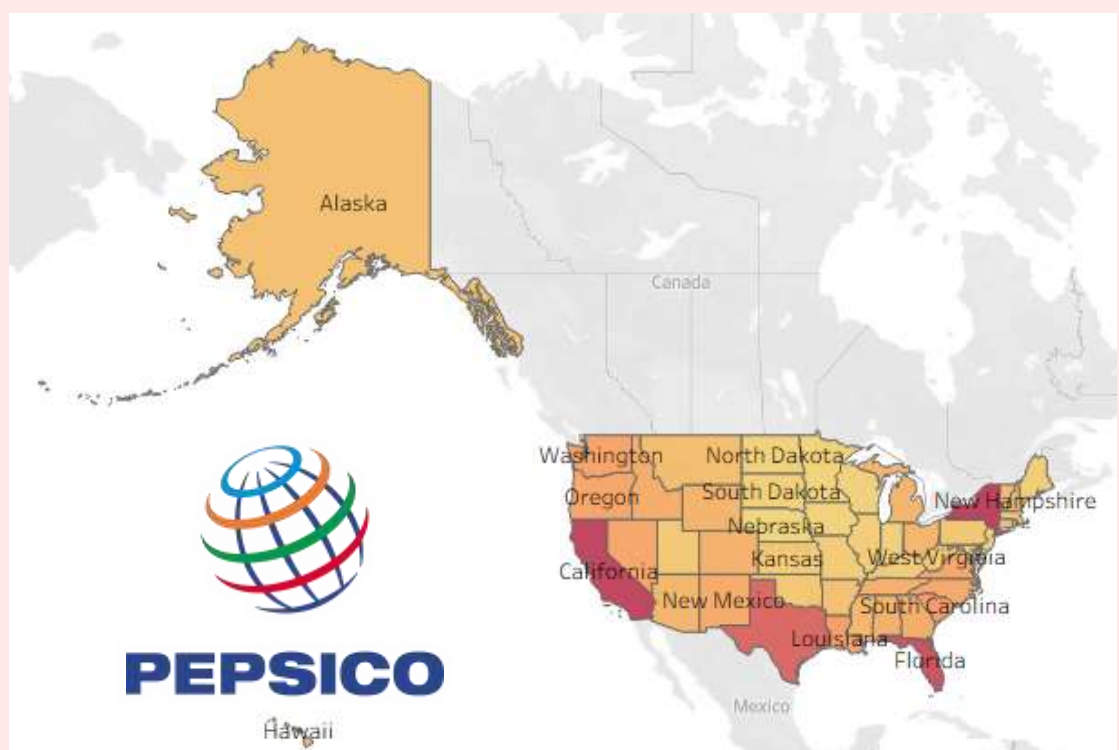 Alaska
Canada
Washington
North Dakota
Oregon
South Dakota
New Hampshire
Nebraska
Kansas
West Virginia
California
New Mexico
South Carolina
Louisiana
Florida
PEPSICO
Mexico
Hawaii